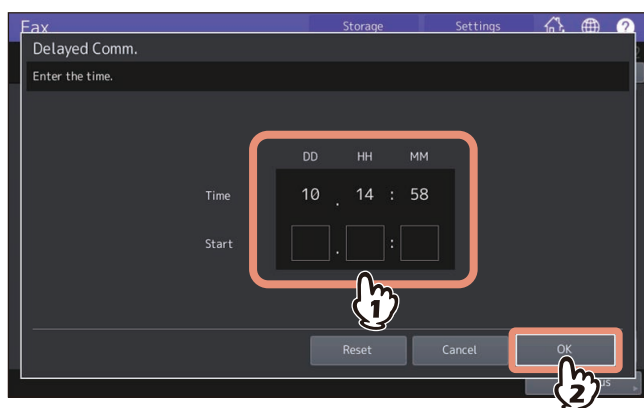 Fax Storage Settings ?
Delayed Comm.
Enter the time.
DD HH MM
Time 10 . 14 : 58
Start . :
1
Reset Cancel OK
2